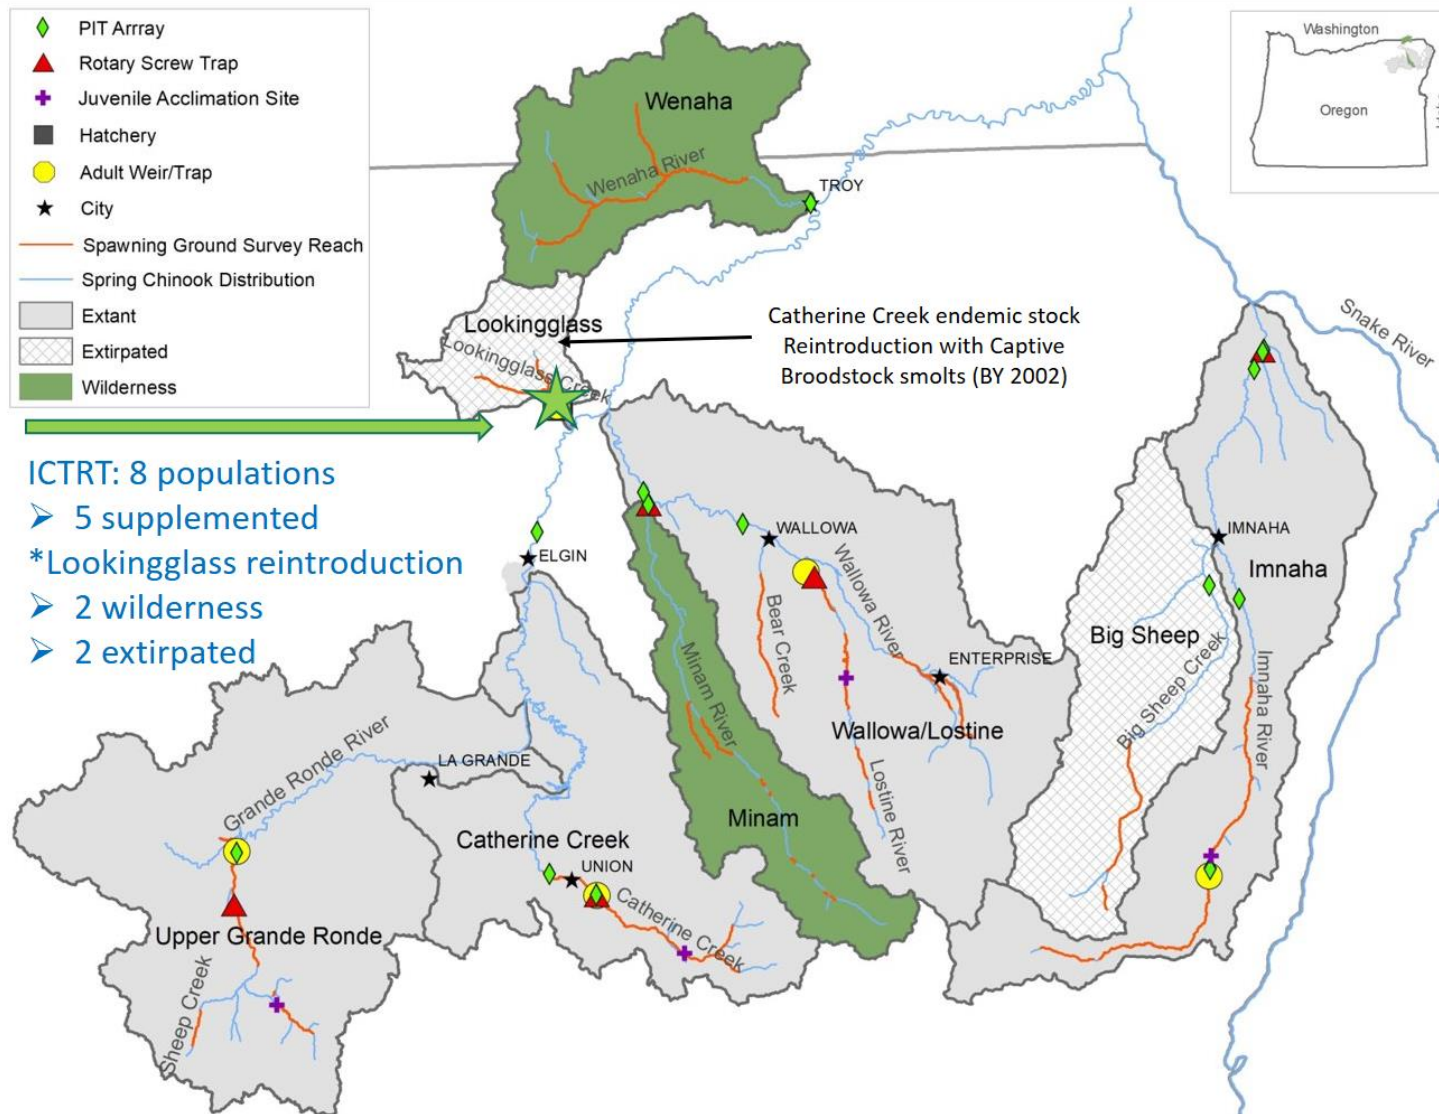 PIT Arrray
Rotary Screw Trap
Juvenile Acclimation Site
Hatchery
Adult Weir/Trap
City
Spawning Ground Survey Reach
Spring Chinook Distribution
Extant
Extirpated
Wilderness
Washington
Oregon
Wenaha
Wenaha River
TROY
Lookingglass
Lookingglass Creek
Catherine Creek endemic stock
Reintroduction with Captive
Broodstock smolts (BY 2002)
Snake River
ICTRT: 8 populations
➢ 5 supplemented
*Lookingglass reintroduction
➢ 2 wilderness
➢ 2 extirpated
ELGIN
WALLOWA
Wallowa River
Bear Creek
ENTERPRISE
Wallowa/Lostine
Lostine River
Minam River
Minam
IMNAHA
Imnaha
Big Sheep
Big Sheep Creek
Imnaha River
Grande Ronde River
LA GRANDE
Catherine Creek
UNION
Catherine Creek
Upper Grande Ronde
Sheep Creek